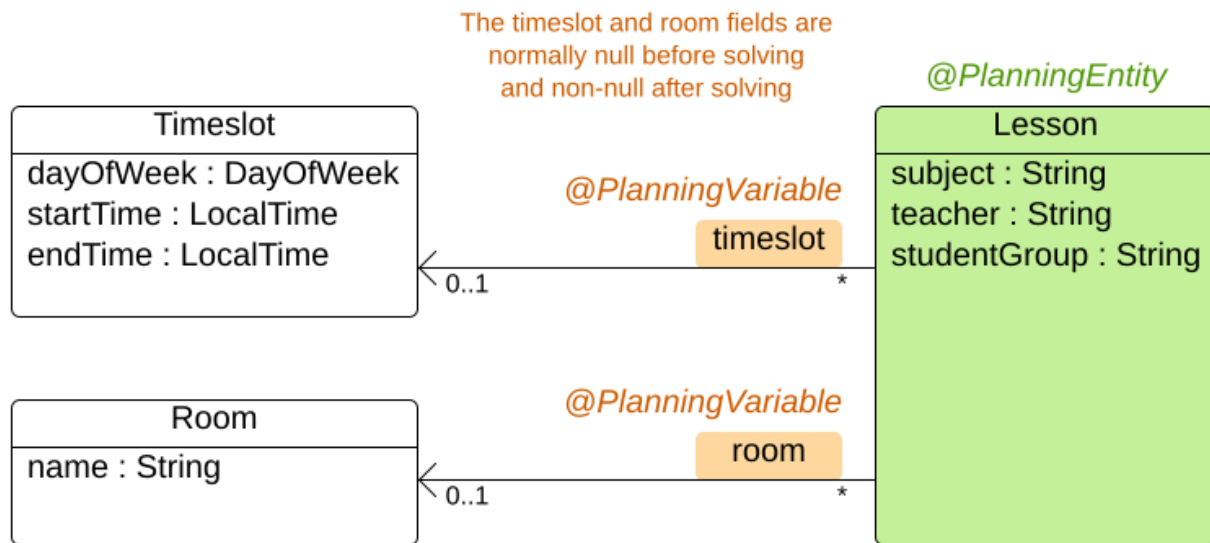 The timeslot and room fields are
normally null before solving
and non-null after solving
@PlanningEntity
Timeslot
dayOfWeek : DayOfWeek
startTime : LocalTime
endTime : LocalTime
@PlanningVariable
timeslot
0..1
*
Lesson
subject : String
teacher : String
studentGroup : String
Room
name : String
@PlanningVariable
room
0..1
*